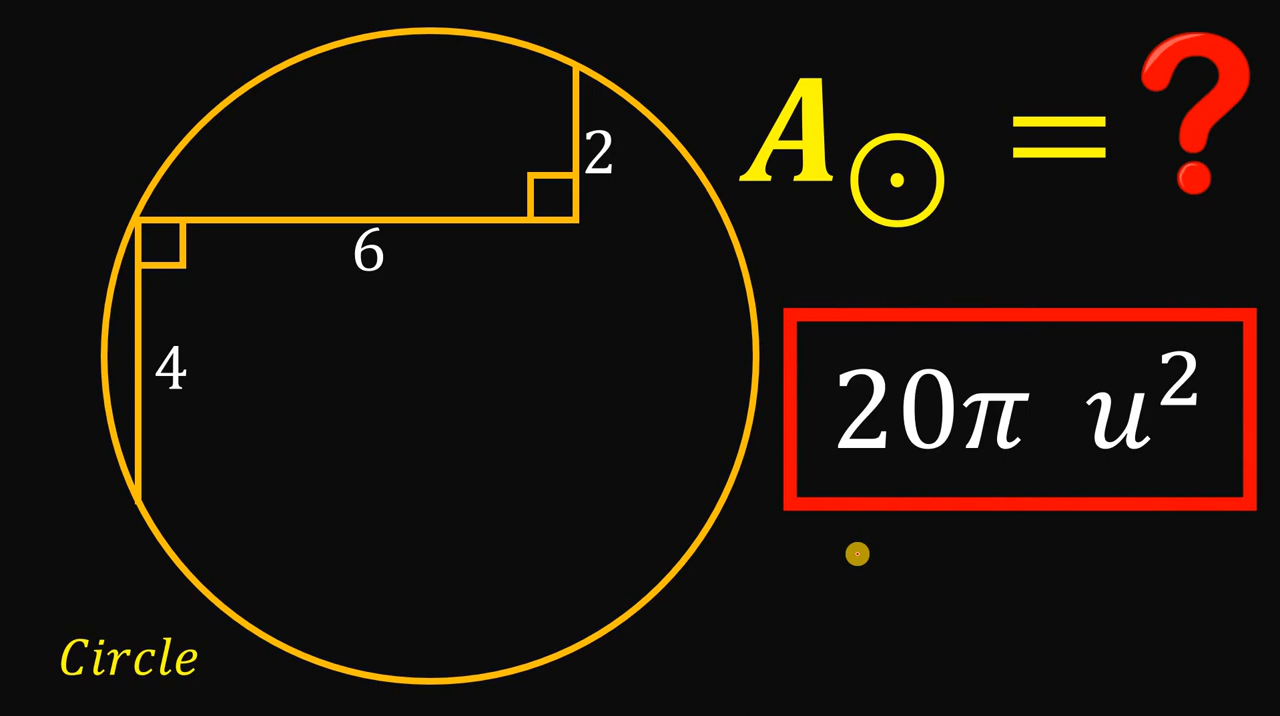 2
A⊙ = ?
6
4
20π u²
Circle